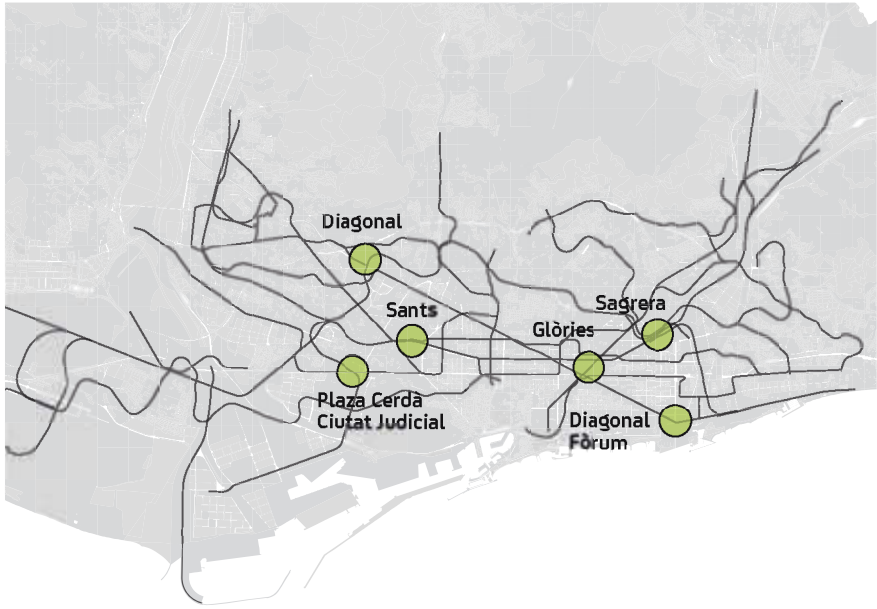 Diagonal
Sants
Sagrera
Glòries
Plaza Cerdà
Ciutat Judicial
Diagonal
Fòrum